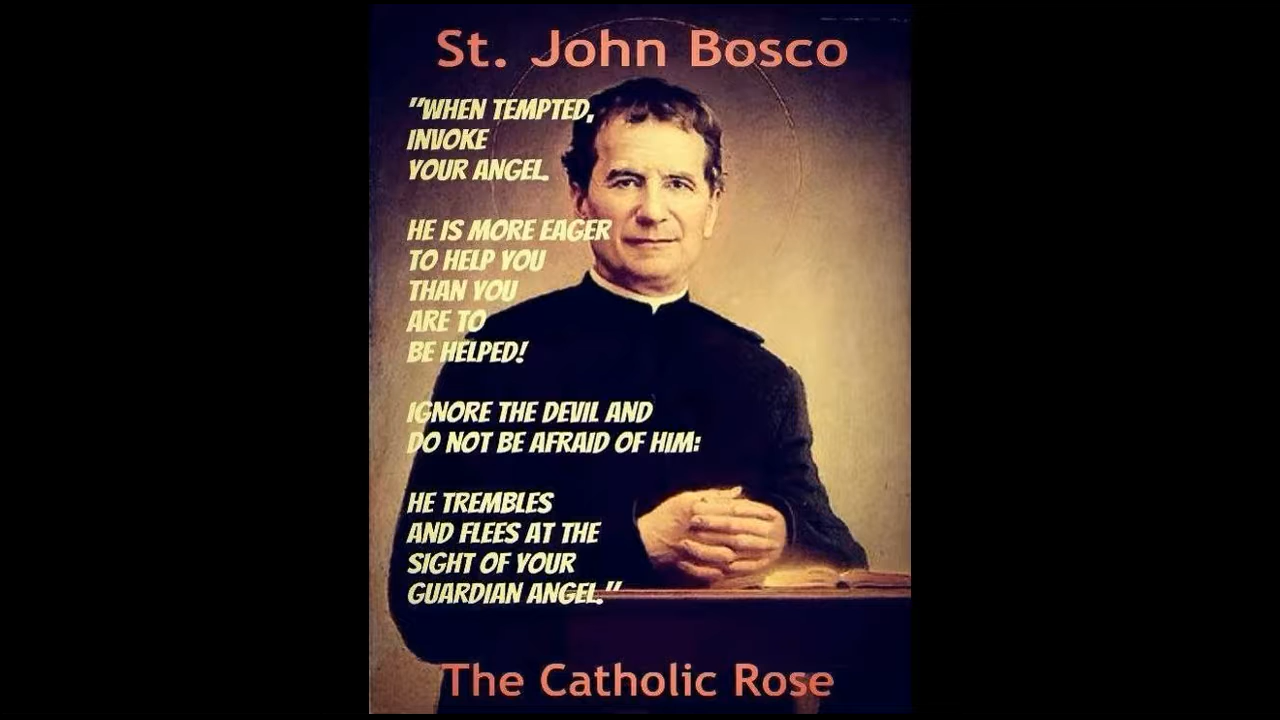 St. John Bosco
"WHEN TEMPTED,
INVOKE
YOUR ANGEL.
HE IS MORE EAGER
TO HELP YOU
THAN YOU
ARE TO
BE HELPED!
IGNORE THE DEVIL AND
DO NOT BE AFRAID OF HIM:
HE TREMBLES
AND FLEES AT THE
SIGHT OF YOUR
GUARDIAN ANGEL."
The Catholic Rose